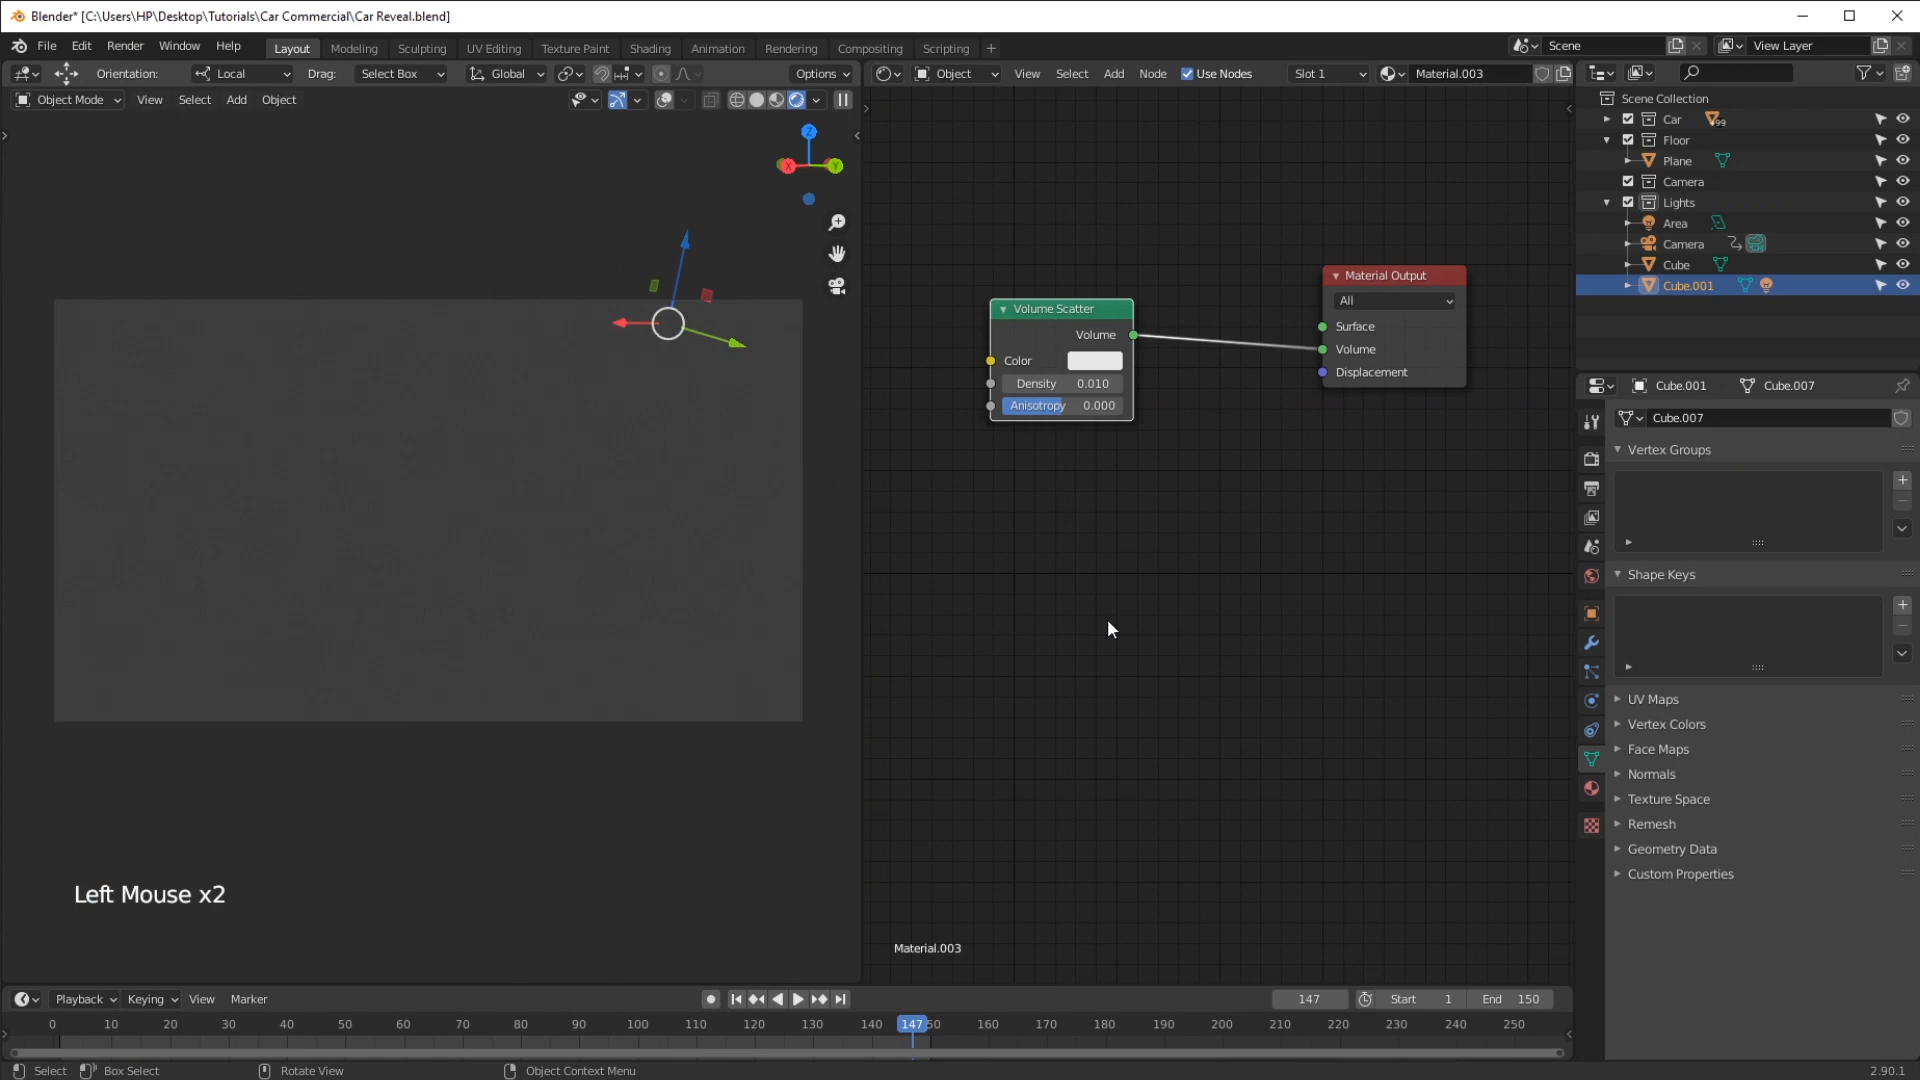 Blender* [C:\Users\HP\Desktop\Tutorials\Car Commercial\Car Reveal.blend]
File Edit Render Window Help Layout Modeling Sculpting UV Editing Texture Paint Shading Animation Rendering Compositing Scripting + Scene View Layer
Orientation: Local Drag: Select Box Global Options Object View Select Add Node Use Nodes Slot 1 Material.003
Object Mode View Select Add Object
Scene Collection
Car 99
Floor
Plane
Camera
Lights
Area
Camera
Cube
Cube.001
Z
X Y
Material Output
All
Surface
Volume
Displacement
Volume Scatter
Volume
Color
Density 0.010
Anisotropy 0.000
Cube.001 Cube.007
Cube.007
Vertex Groups
Shape Keys
UV Maps
Vertex Colors
Face Maps
Normals
Texture Space
Remesh
Geometry Data
Custom Properties
Left Mouse x2
Material.003
Playback Keying View Marker 147 Start 1 End 150
0 10 20 30 40 50 60 70 80 90 100 110 120 130 140 147 50 160 170 180 190 200 210 220 230 240 250
Select Box Select Rotate View Object Context Menu 2.90.1